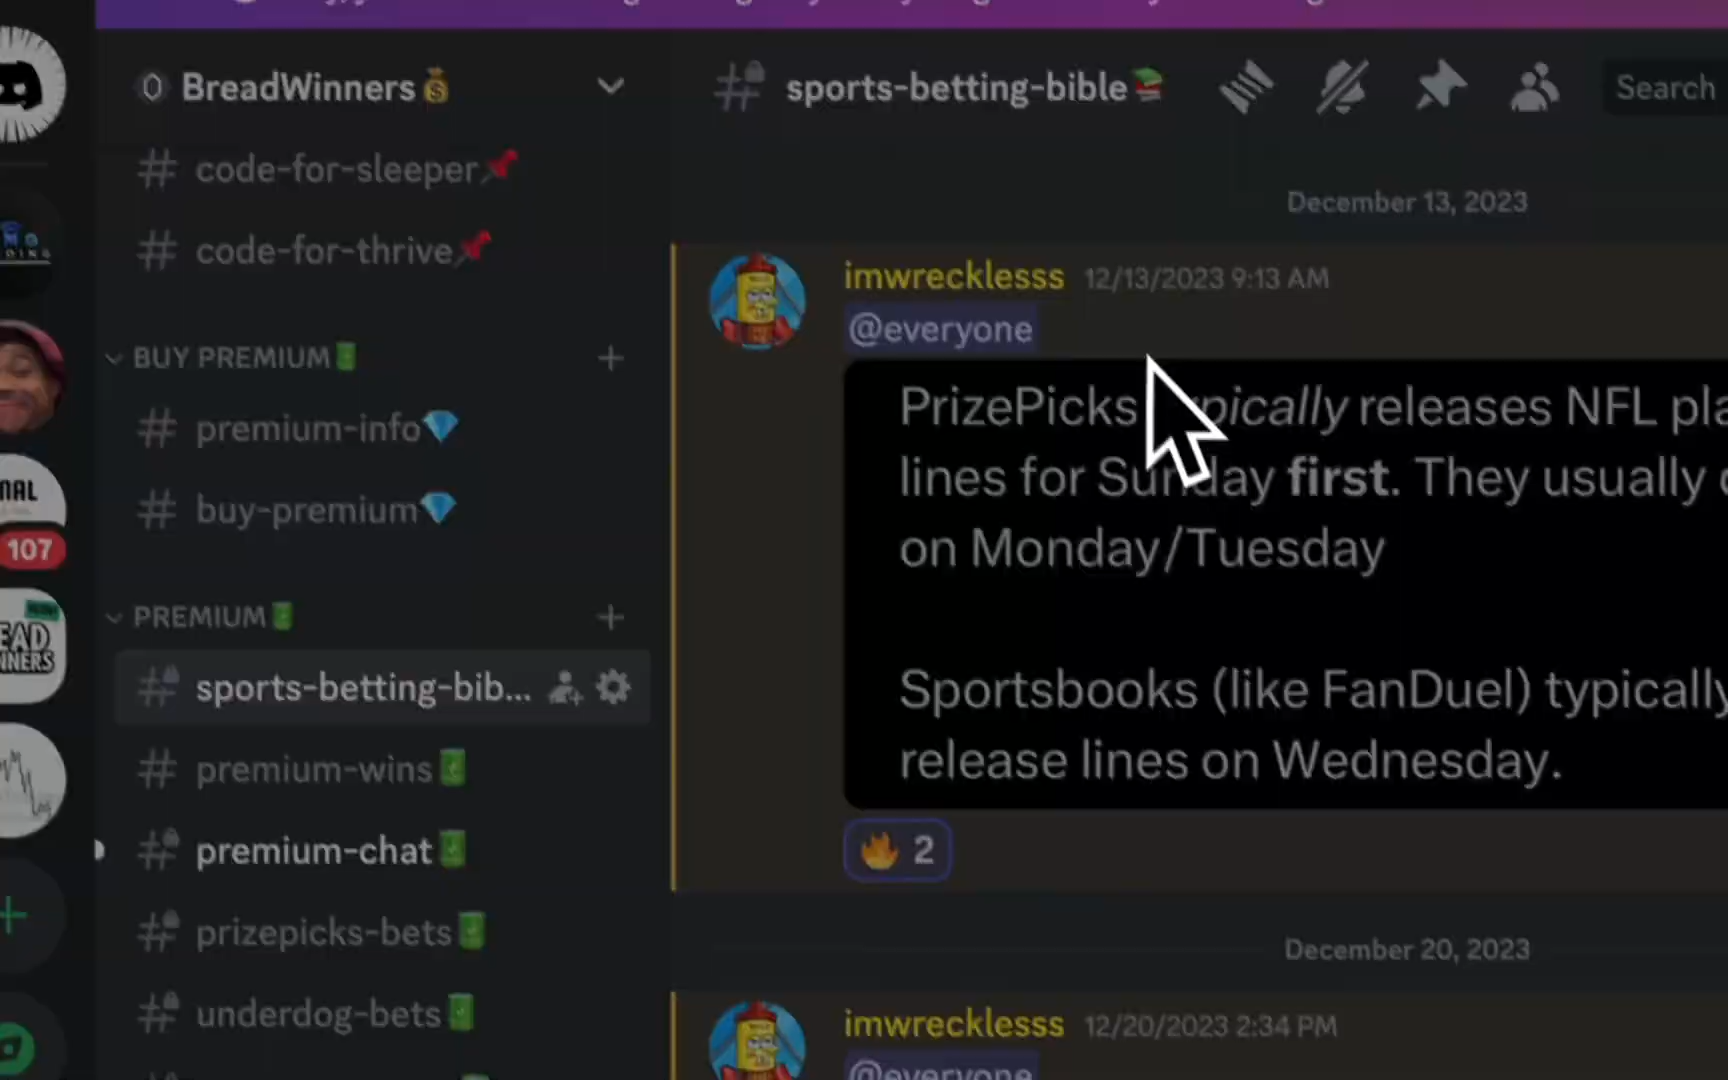 BreadWinners
sports-betting-bible
Search
code-for-sleeper
code-for-thrive
December 13, 2023
imwrecklesss 12/13/2023 9:13 AM
@everyone
BUY PREMIUM
premium-info
buy-premium
PrizePicks releases NFL
lines for Sunday first. They usually
on Monday/Tuesday
Sportsbooks (like FanDuel) typically
release lines on Wednesday.
107
PREMIUM
sports-betting-bib...
premium-wins
premium-chat
prizepicks-bets
underdog-bets
2
December 20, 2023
imwrecklesss 12/20/2023 2:34 PM
@everyone